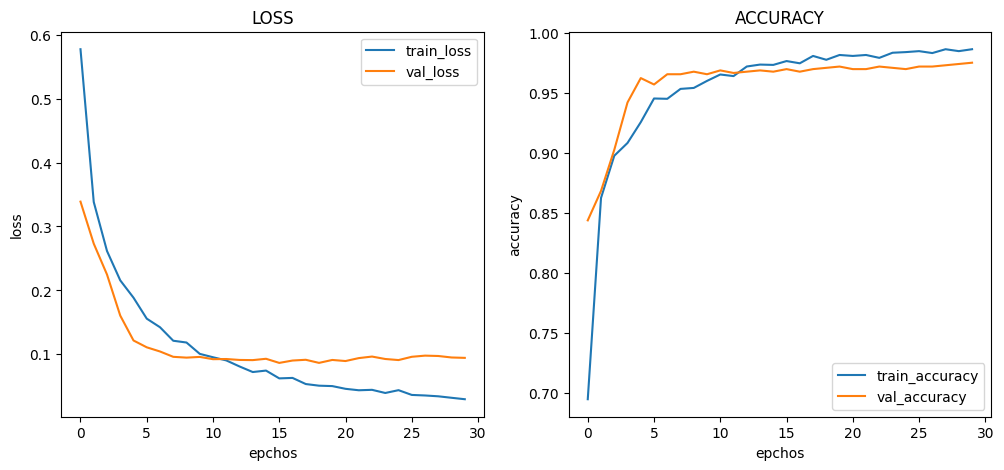 LOSS
0.6
0.5
0.4
0.3
0.2
0.1
loss
train_loss
val_loss
0 5 10 15 20 25 30
epchos
ACCURACY
1.00
0.95
0.90
0.85
0.80
0.75
0.70
accuracy
train_accuracy
val_accuracy
0 5 10 15 20 25 30
epchos